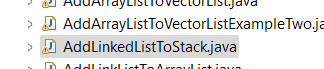 AddArrayListToVectorList.java
AddArrayListToVectorListExampleTwo.ja
AddLinkedListToStack.java
AddLinkListToArrayList.java